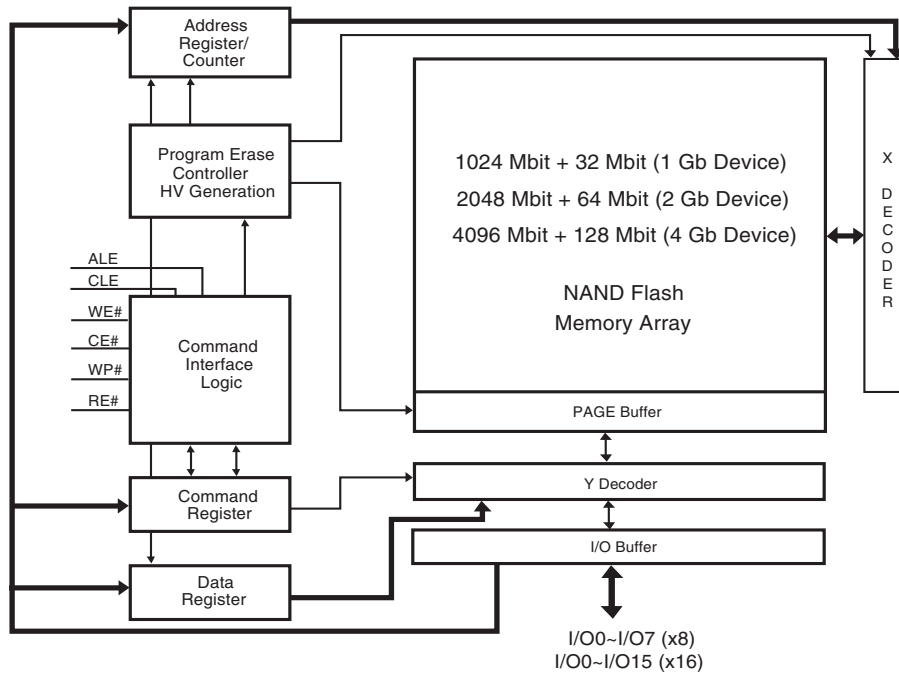 Address
Register/
Counter
Program Erase
Controller
HV Generation
ALE
CLE
WE#
CE#
WP#
RE#
Command
Interface
Logic
Command
Register
Data
Register
1024 Mbit + 32 Mbit (1 Gb Device)
2048 Mbit + 64 Mbit (2 Gb Device)
4096 Mbit + 128 Mbit (4 Gb Device)
NAND Flash
Memory Array
PAGE Buffer
Y Decoder
I/O Buffer
I/O0~I/O7 (x8)
I/O0~I/O15 (x16)
X
DECODER